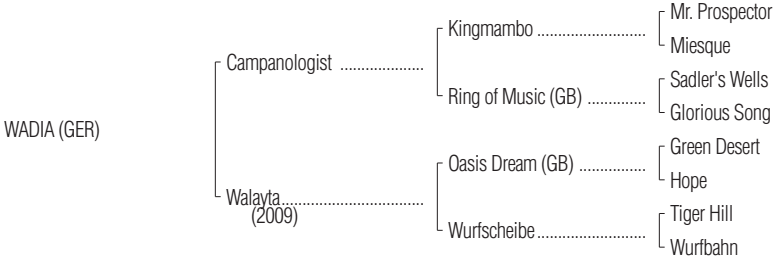 Mr. Prospector
Kingmambo ..........................
Miesque
Campanologist ....................
Sadler's Wells
Ring of Music (GB) ..............
Glorious Song
WADIA (GER)
Green Desert
Oasis Dream (GB) ................
Hope
Walayta..................................
(2009)
Tiger Hill
Wurfscheibe..........................
Wurfbahn